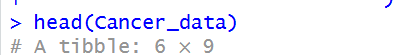 > head(Cancer_data)
# A tibble: 6 × 9